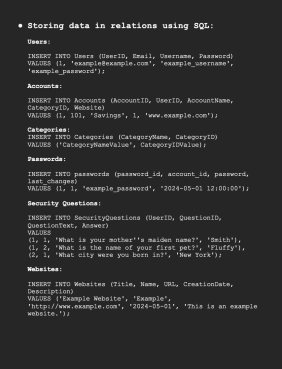 ● Storing data in relations using SQL:
Users:
INSERT INTO Users (UserID, Email, Username, Password)
VALUES (1, 'example@example.com', 'example_username',
'example_password');
Accounts:
INSERT INTO Accounts (AccountID, UserID, AccountName,
CategoryID, Website)
VALUES (1, 101, 'Savings', 1, 'www.example.com');
Categories:
INSERT INTO Categories (CategoryName, CategoryID)
VALUES ('CategoryNameValue', CategoryIDValue);
Passwords:
INSERT INTO passwords (password_id, account_id, password,
last_changes)
VALUES (1, 1, 'example_password', '2024-05-01 12:00:00");
Security Questions:
INSERT INTO SecurityQuestions (UserID, QuestionID,
QuestionText, Answer)
VALUES
(1, 1, 'What is your mother''s maiden name?', 'Smith'),
(1, 2, 'What is the name of your first pet?', 'Fluffy'),
(2, 1, 'What city were you born in?', 'New York');
Websites:
INSERT INTO Websites (Title, Name, URL, CreationDate,
Description)
VALUES ('Example Website', 'Example',
'http://www.example.com', '2024-05-01', 'This is an example
website.');